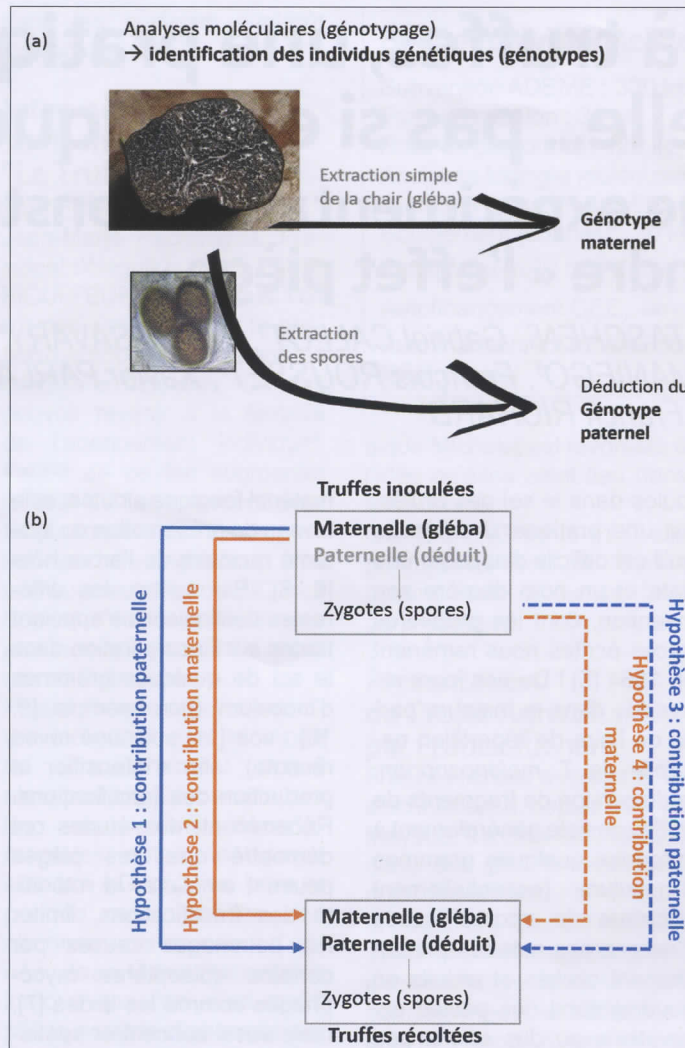 (a)
Analyses moléculaires (génotypage)
→ identification des individus génétiques (génotypes)
Extraction simple
de la chair (gléba)
Génotype
maternel
Extraction
des spores
Déduction du
Génotype
paternel
(b)
Truffes inoculées
Maternelle (gléba)
Paternelle (déduit)
Zygotes (spores)
Hypothèse 1 : contribution maternelle
Hypothèse 2 : contribution maternelle
Hypothèse 4 : contribution
maternelle
Hypothèse 3 : contribution paternelle
Maternelle (gléba)
Paternelle (déduit)
Zygotes (spores)
Truffes récoltées